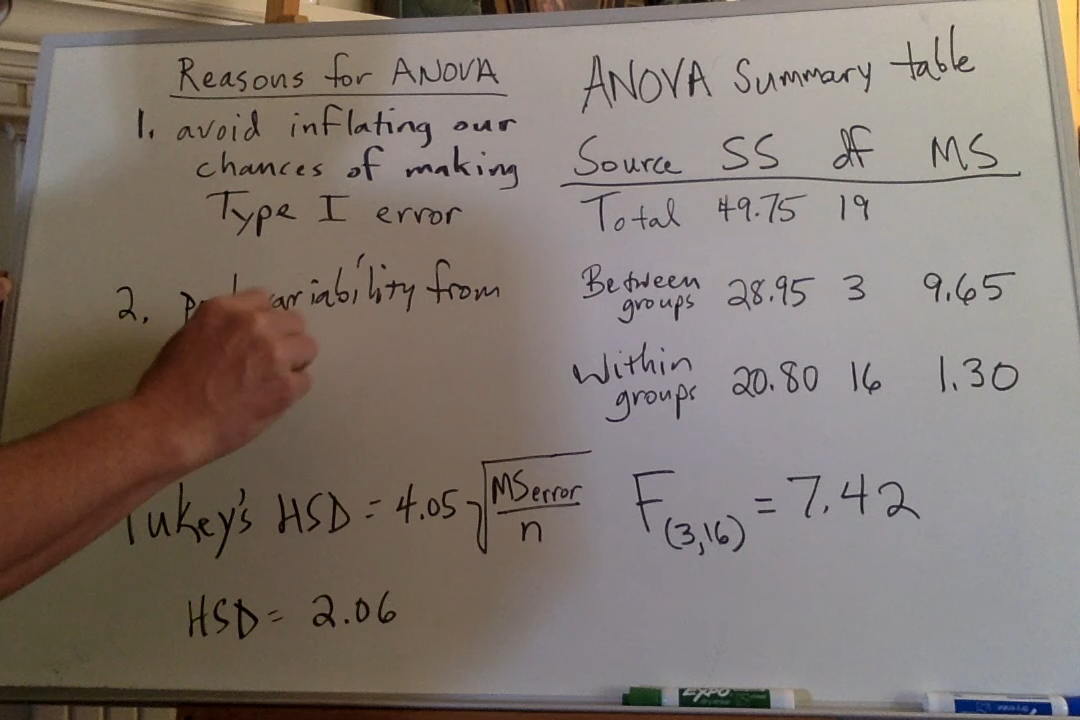 Reasons for ANOVA
1. avoid inflating our
chances of making
Type I error
2. variability from
Tukey's HSD = 4.05 √MSerror/n
HSD = 2.06
ANOVA Summary table
Source SS df MS
Total 49.75 19
Between groups 28.95 3 9.65
Within groups 20.80 16 1.30
F(3,16) = 7.42
EXPO